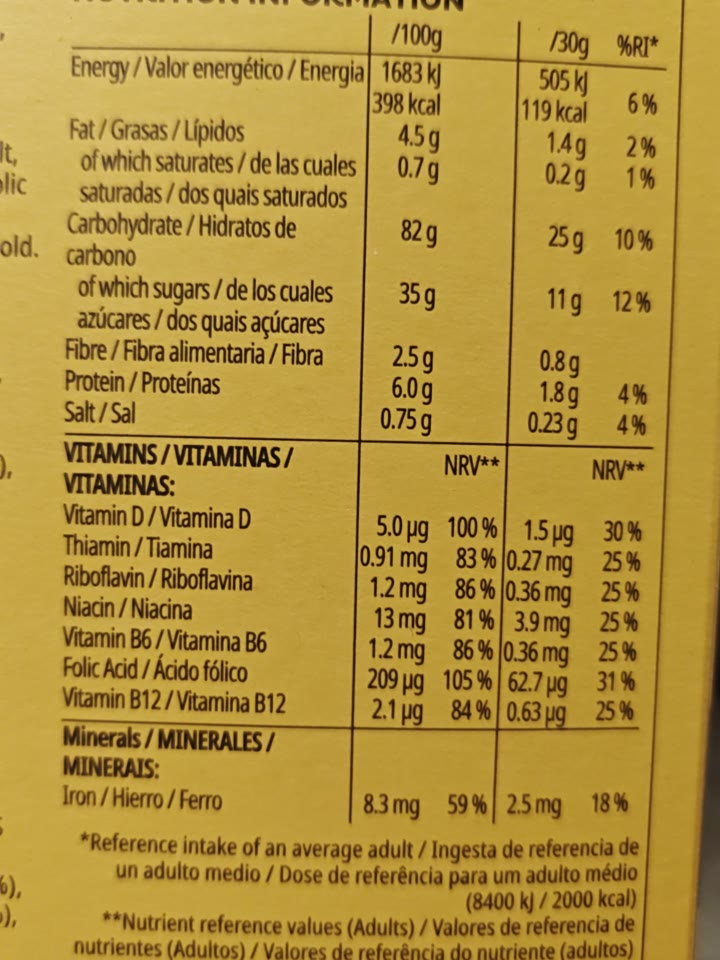 NUTRITION INFORMATION
/100g /30g %RI*
Energy / Valor energético / Energia 1683 kJ 505 kJ
398 kcal 119 kcal 6 %
Fat / Grasas / Lípidos 4.5 g 1.4 g 2 %
of which saturates / de las cuales 0.7 g 0.2 g 1 %
saturadas / dos quais saturados
Carbohydrate / Hidratos de 82 g 25 g 10 %
carbono
of which sugars / de los cuales 35 g 11 g 12 %
azúcares / dos quais açúcares
Fibre / Fibra alimentaria / Fibra 2.5 g 0.8 g
Protein / Proteínas 6.0 g 1.8 g 4 %
Salt / Sal 0.75 g 0.23 g 4 %
VITAMINS / VITAMINAS / NRV** NRV**
VITAMINAS:
Vitamin D / Vitamina D 5.0 µg 100 % 1.5 µg 30 %
Thiamin / Tiamina 0.91 mg 83 % 0.27 mg 25 %
Riboflavin / Riboflavina 1.2 mg 86 % 0.36 mg 25 %
Niacin / Niacina 13 mg 81 % 3.9 mg 25 %
Vitamin B6 / Vitamina B6 1.2 mg 86 % 0.36 mg 25 %
Folic Acid / Ácido fólico 209 µg 105 % 62.7 µg 31 %
Vitamin B12 / Vitamina B12 2.1 µg 84 % 0.63 µg 25 %
Minerals / MINERALES /
MINERAIS:
Iron / Hierro / Ferro 8.3 mg 59 % 2.5 mg 18 %
*Reference intake of an average adult / Ingesta de referencia de
un adulto medio / Dose de referência para um adulto médio
(8400 kJ / 2000 kcal)
**Nutrient reference values (Adults) / Valores de referencia de
nutrientes (Adultos) / Valores de referência do nutriente (adultos)
old.